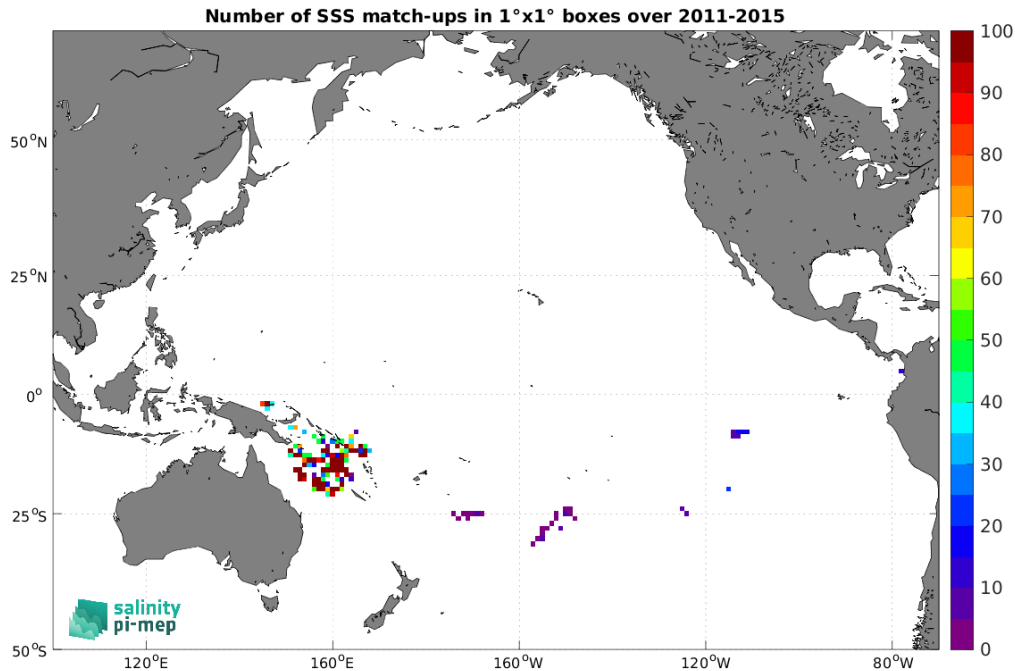 Number of SSS match-ups in 1°x1° boxes over 2011-2015
50°N
25°N
0°
25°S
50°S
120°E
160°E
160°W
120°W
80°W
100
90
80
70
60
50
40
30
20
10
0
salinity
pi-mep